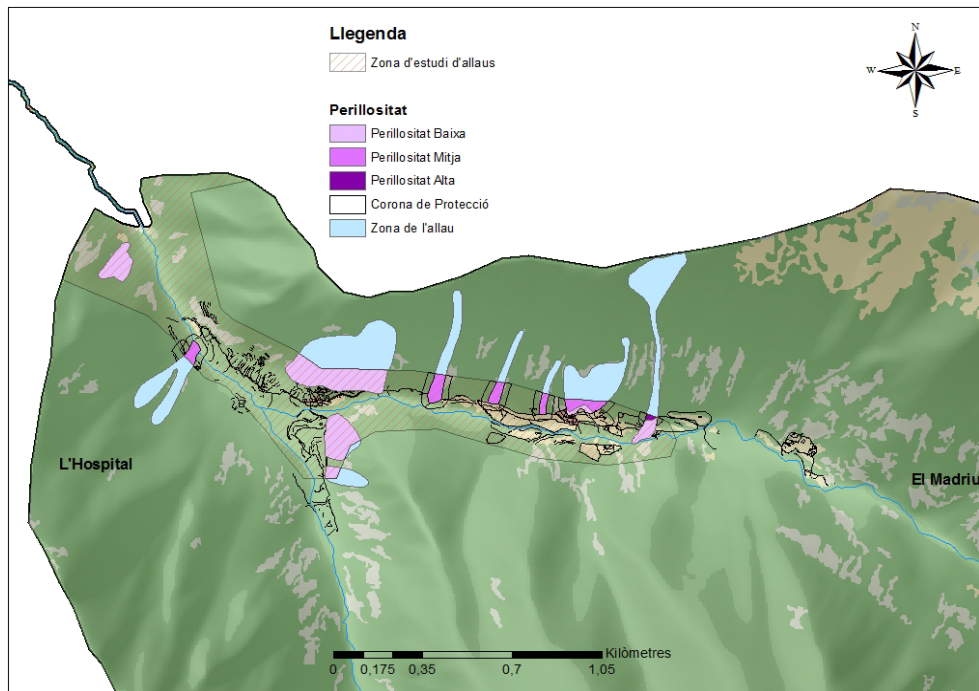 Llegenda
Zona d'estudi d'allaus
Perillositat
Perillositat Baixa
Perillositat Mitja
Perillositat Alta
Corona de Protecció
Zona de l'allau
N
W
E
S
L'Hospital
El Madriu
Kilòmetres
0 0,175 0,35 0,7 1,05